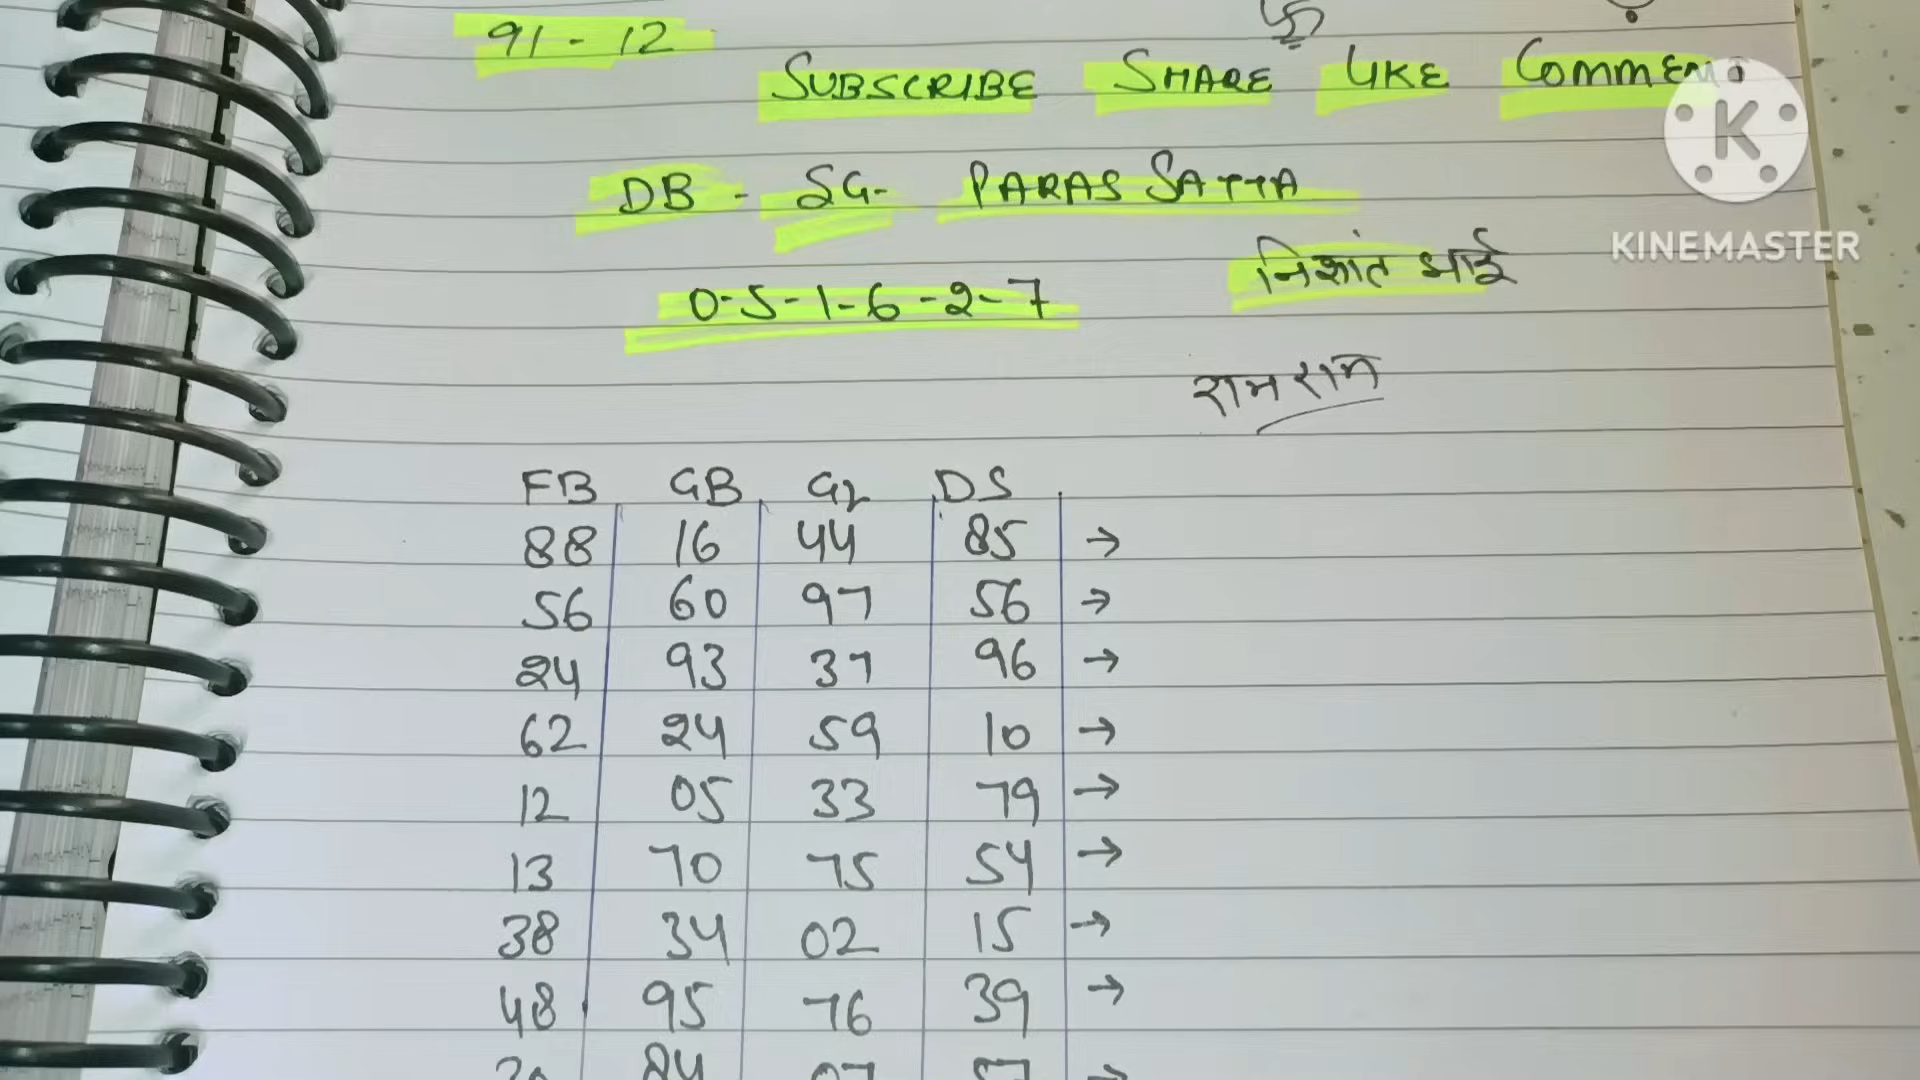 91 - 12
SUBSCRIBE SHARE LIKE COMMENT
DB - SG - PARAS SATTA
निशांत भाई
KINEMASTER
0-5-1-6-2-7
राम राम
FB GB GZ DS
88 16 44 85 →
56 60 97 56 →
24 93 37 96 →
62 24 59 10 →
12 05 33 79 →
13 70 75 54 →
38 34 02 15 →
48 95 76 39 →